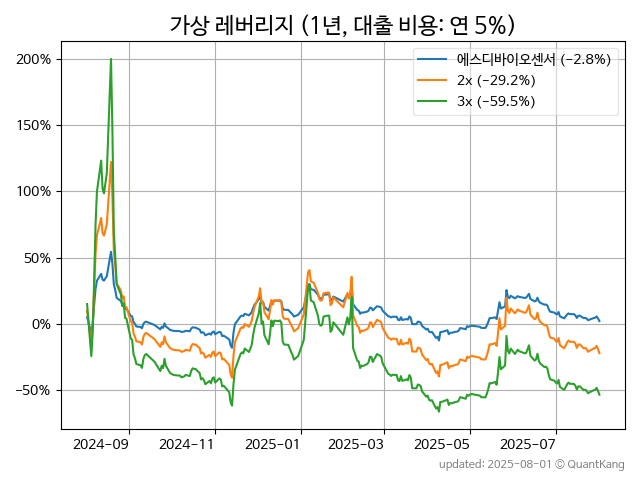 가상 레버리지 (1년, 대출 비용: 연 5%)
에스디바이오센서 (−2.8%)
2x (−29.2%)
3x (−59.5%)
200%
150%
100%
50%
0%
−50%
2024-09
2024-11
2025-01
2025-03
2025-05
2025-07
updated: 2025-08-01 © QuantKang